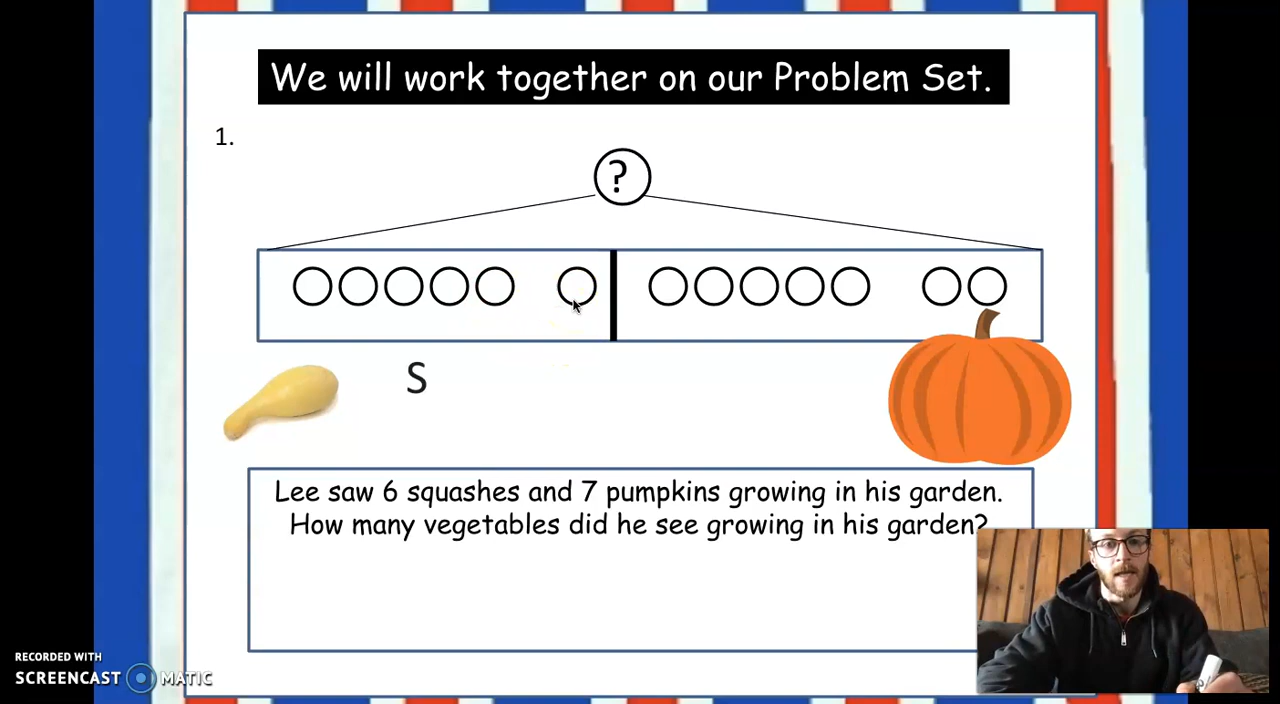 We will work together on our Problem Set.
1.
?
S
Lee saw 6 squashes and 7 pumpkins growing in his garden.
How many vegetables did he see growing in his garden?
RECORDED WITH
SCREENCAST MATIC